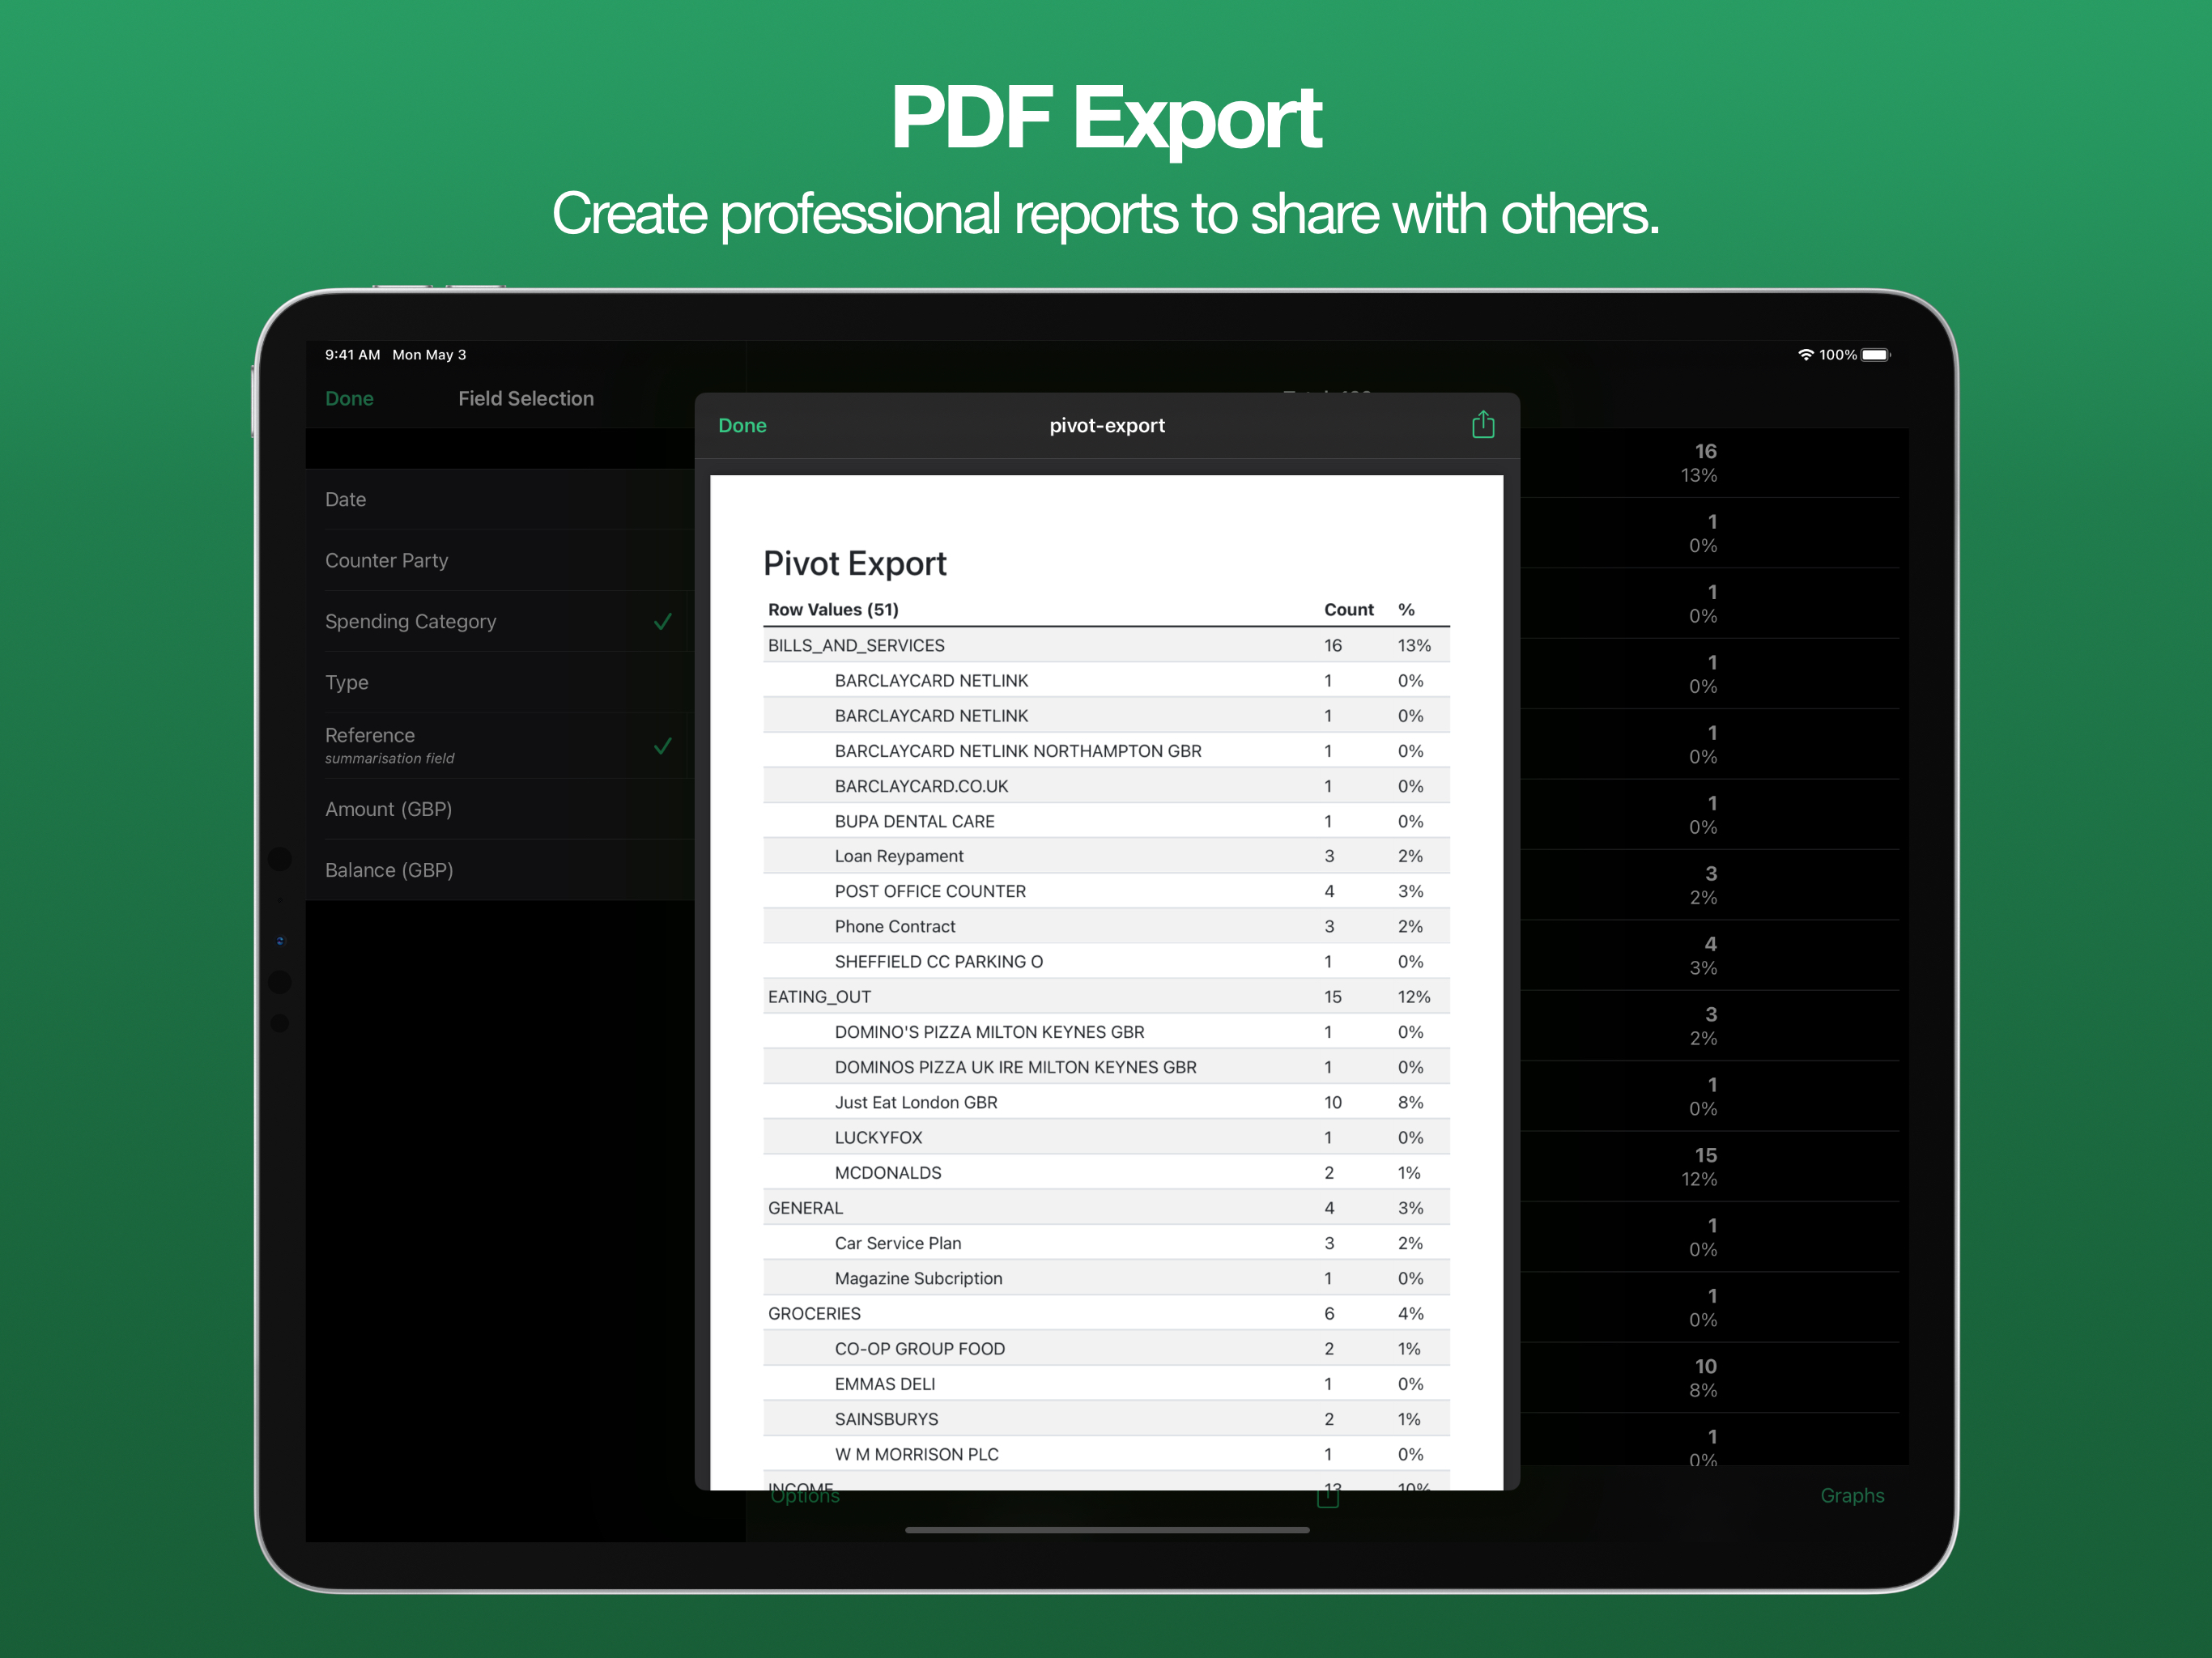 PDF Export
Create professional reports to share with others.
9:41 AM Mon May 3
100%
Done Field Selection
Date
Counter Party
Spending Category
Type
Reference
summarisation field
Amount (GBP)
Balance (GBP)
Done pivot-export
Pivot Export
Row Values (51) Count %
BILLS_AND_SERVICES 16 13%
BARCLAYCARD NETLINK 1 0%
BARCLAYCARD NETLINK 1 0%
BARCLAYCARD NETLINK NORTHAMPTON GBR 1 0%
BARCLAYCARD.CO.UK 1 0%
BUPA DENTAL CARE 1 0%
Loan Reypament 3 2%
POST OFFICE COUNTER 4 3%
Phone Contract 3 2%
SHEFFIELD CC PARKING O 1 0%
EATING_OUT 15 12%
DOMINO'S PIZZA MILTON KEYNES GBR 1 0%
DOMINOS PIZZA UK IRE MILTON KEYNES GBR 1 0%
Just Eat London GBR 10 8%
LUCKYFOX 1 0%
MCDONALDS 2 1%
GENERAL 4 3%
Car Service Plan 3 2%
Magazine Subcription 1 0%
GROCERIES 6 4%
CO-OP GROUP FOOD 2 1%
EMMAS DELI 1 0%
SAINSBURYS 2 1%
W M MORRISON PLC 1 0%
INCOME 13 10%
16
13%
1
0%
1
0%
1
0%
1
0%
1
0%
3
2%
4
3%
3
2%
1
0%
15
12%
1
0%
1
0%
10
8%
1
0%
Options
Graphs